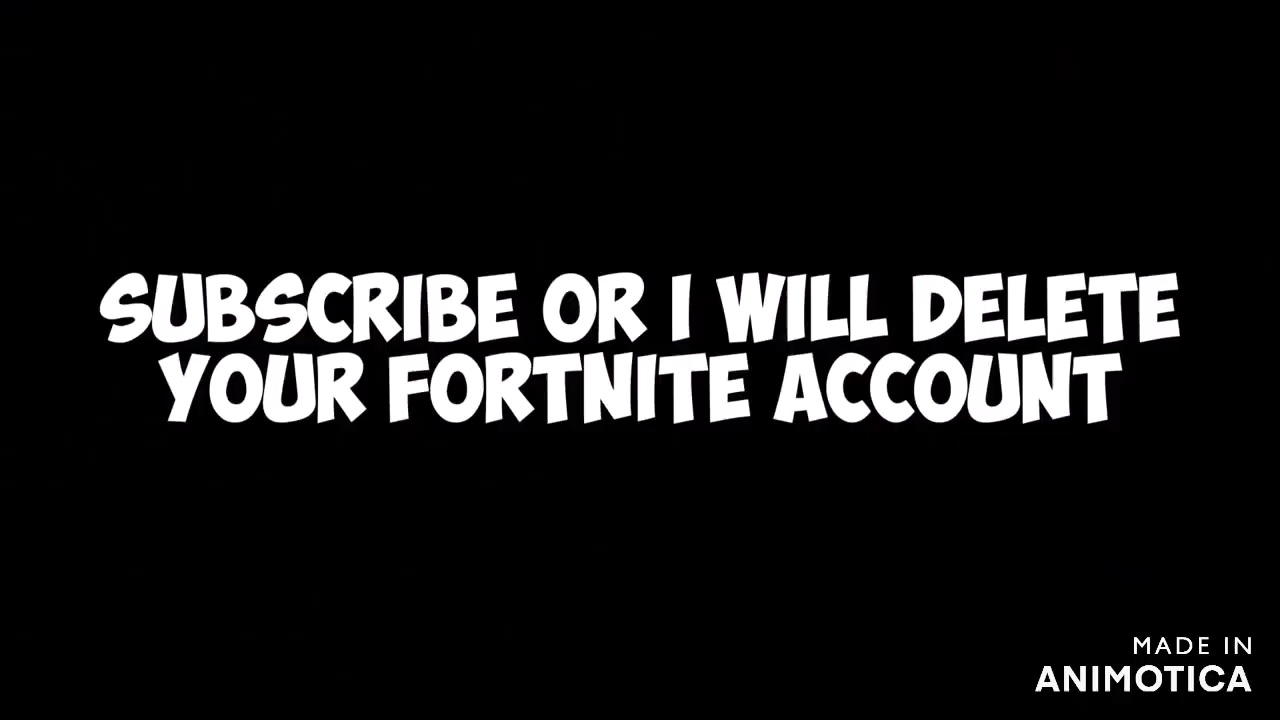 SUBSCRIBE OR I WILL DELETE
YOUR FORTNITE ACCOUNT
MADE IN
ANIMOTICA